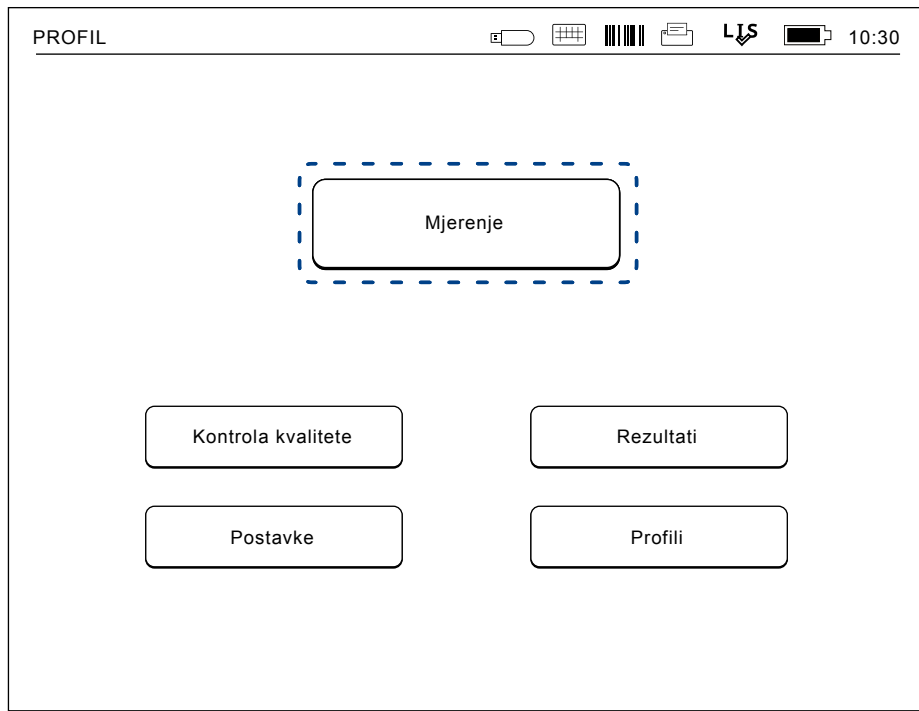 PROFIL LIS 10:30
Mjerenje
Kontrola kvalitete Rezultati
Postavke Profili